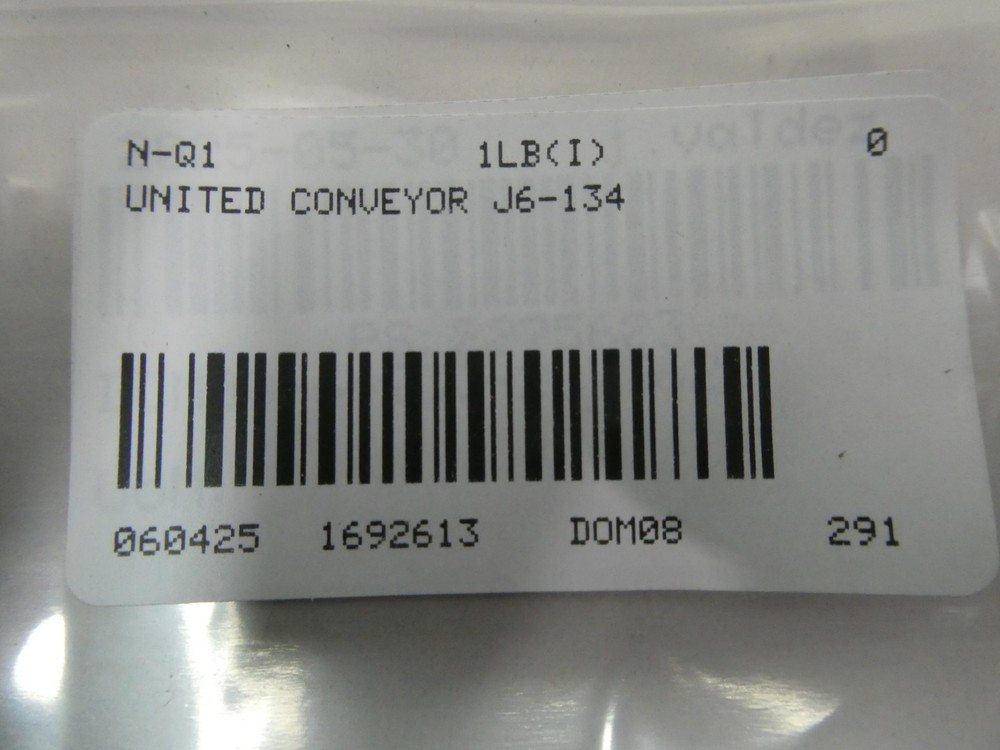 N-Q1 1LB(I) 0
UNITED CONVEYOR J6-134
060425 1692613 DOM08 291